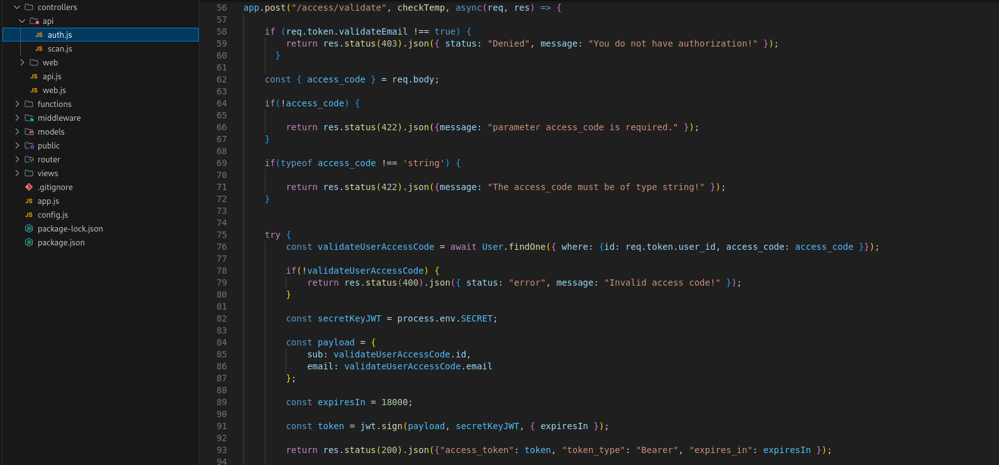 controllers
api
JS auth.js
JS scan.js
web
JS api.js
JS web.js
functions
middleware
models
public
router
views
.gitignore
JS app.js
JS config.js
package-lock.json
package.json
56 app.post("/access/validate", checkTemp, async(req, res) => {
57
58 if (req.token.validateEmail !== true) {
59 return res.status(403).json({ status: "Denied", message: "You do not have authorization!" });
60 }
61
62 const { access_code } = req.body;
63
64 if(!access_code) {
65
66 return res.status(422).json({message: "parameter access_code is required." });
67 }
68
69 if(typeof access_code !== 'string') {
70
71 return res.status(422).json({message: "The access_code must be of type string!" });
72 }
73
74
75 try {
76 const validateUserAccessCode = await User.findOne({ where: {id: req.token.user_id, access_code: access_code }});
77
78 if(!validateUserAccessCode) {
79 return res.status(400).json({ status: "error", message: "Invalid access code!" });
80 }
81
82 const secretKeyJWT = process.env.SECRET;
83
84 const payload = {
85 sub: validateUserAccessCode.id,
86 email: validateUserAccessCode.email
87 };
88
89 const expiresIn = 18000;
90
91 const token = jwt.sign(payload, secretKeyJWT, { expiresIn });
92
93 return res.status(200).json({"access_token": token, "token_type": "Bearer", "expires_in": expiresIn });
94